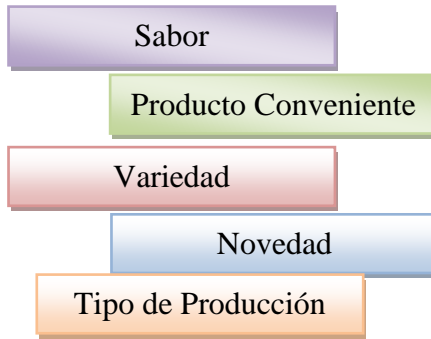 Sabor
Producto Conveniente
Variedad
Novedad
Tipo de Producción